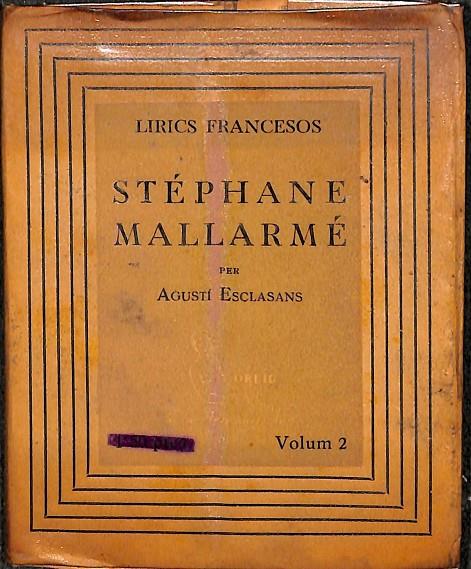 LIRICS FRANCESOS
STÉPHANE
MALLARMÉ
PER
AGUSTÍ ESCLASANS
Volum 2